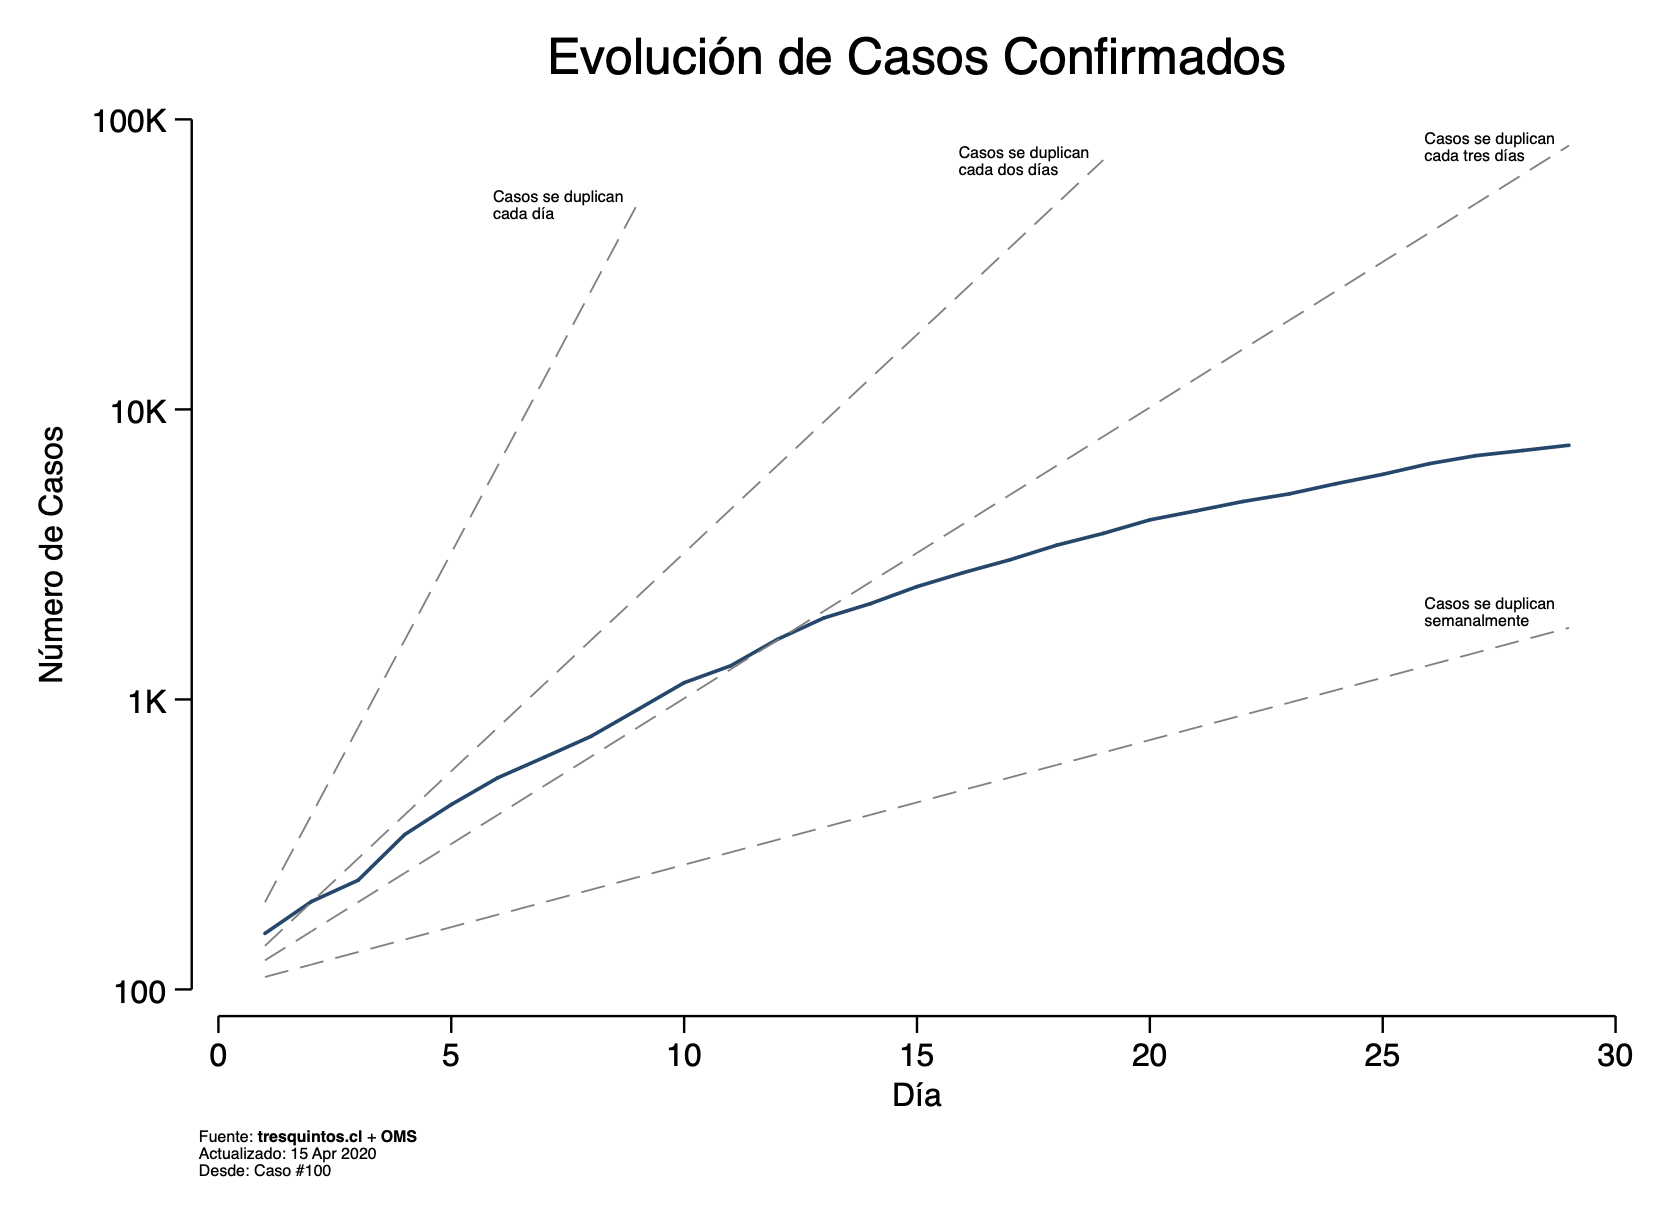 Evolución de Casos Confirmados
100K
10K
1K
100
Número de Casos
Casos se duplican
cada día
Casos se duplican
cada dos días
Casos se duplican
cada tres días
Casos se duplican
semanalmente
0 5 10 15 20 25 30
Día
Fuente: tresquintos.cl + OMS
Actualizado: 15 Apr 2020
Desde: Caso #100